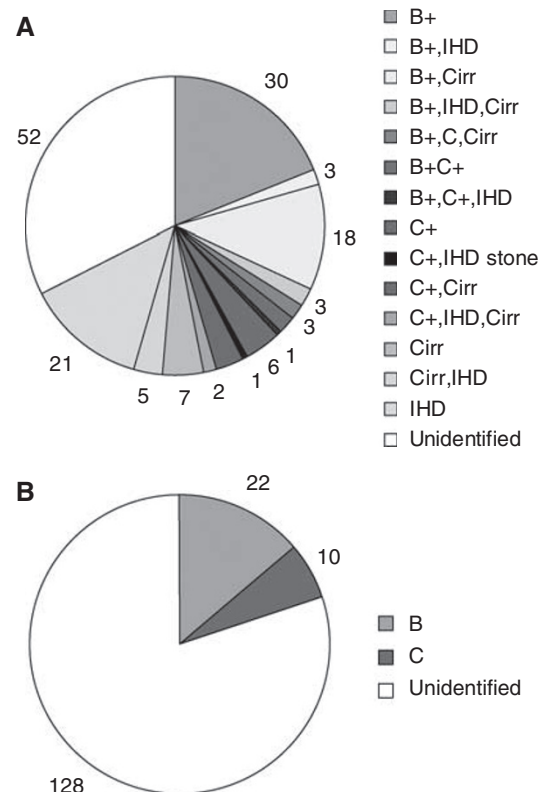 A
30
3
18
3
3
1
6
1
2
7
5
21
52
B+
B+,IHD
B+,Cirr
B+,IHD,Cirr
B+,C,Cirr
B+C+
B+,C+,IHD
C+
C+,IHD stone
C+,Cirr
C+,IHD,Cirr
Cirr
Cirr,IHD
IHD
Unidentified
B
22
10
128
B
C
Unidentified